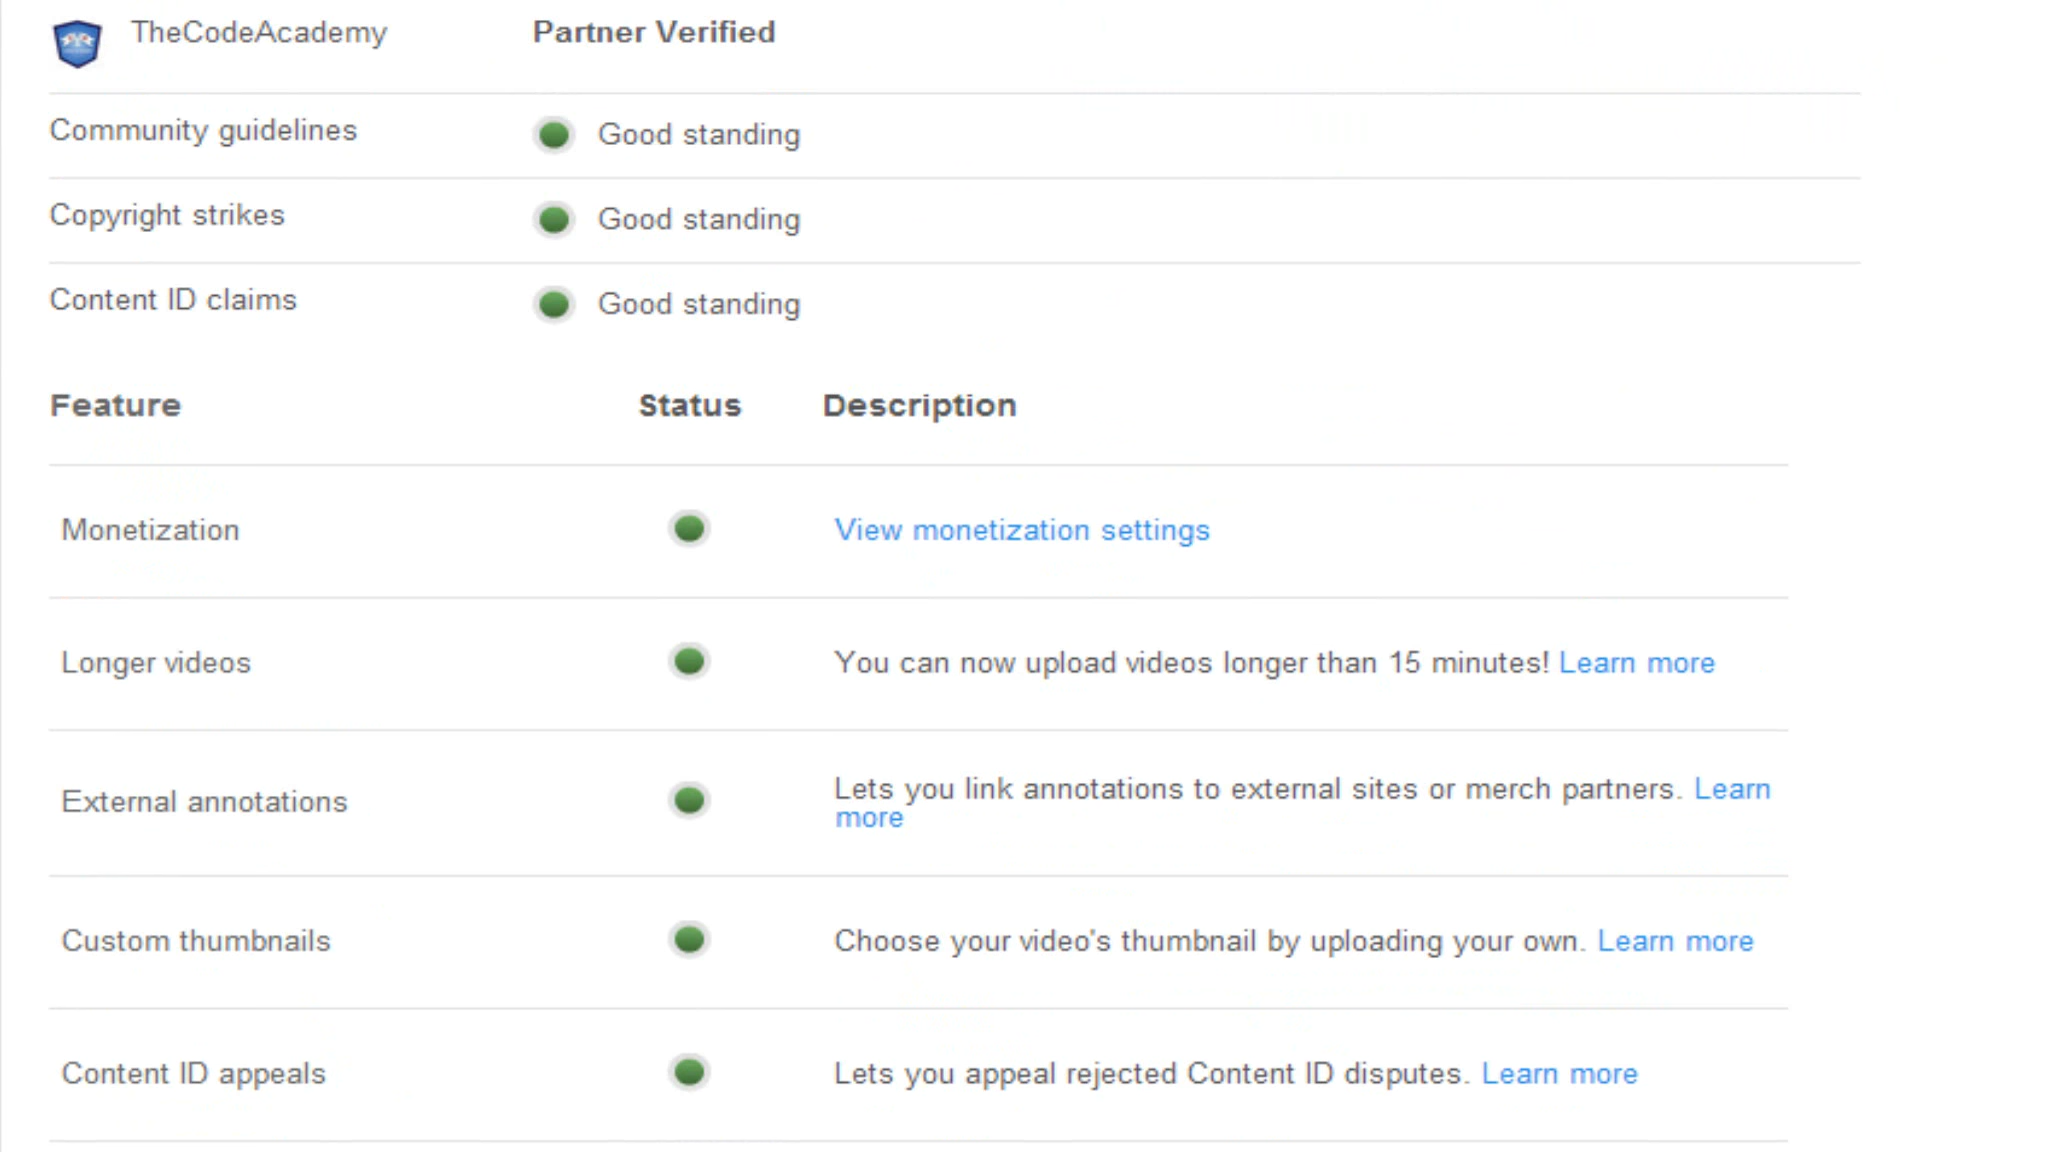 TheCodeAcademy Partner Verified
Community guidelines Good standing
Copyright strikes Good standing
Content ID claims Good standing
Feature Status Description
Monetization View monetization settings
Longer videos You can now upload videos longer than 15 minutes! Learn more
External annotations Lets you link annotations to external sites or merch partners. Learn
more
Custom thumbnails Choose your video's thumbnail by uploading your own. Learn more
Content ID appeals Lets you appeal rejected Content ID disputes. Learn more